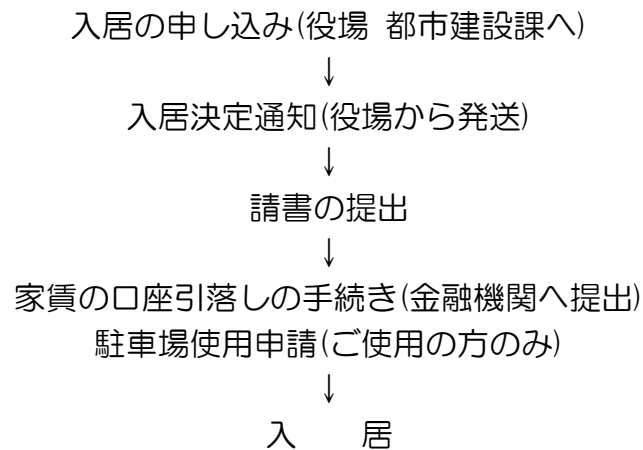 入居の申し込み(役場 都市建設課へ)
↓
入居決定通知(役場から発送)
↓
請書の提出
↓
家賃の口座引落しの手続き(金融機関へ提出)
駐車場使用申請(ご使用の方のみ)
↓
入　　居